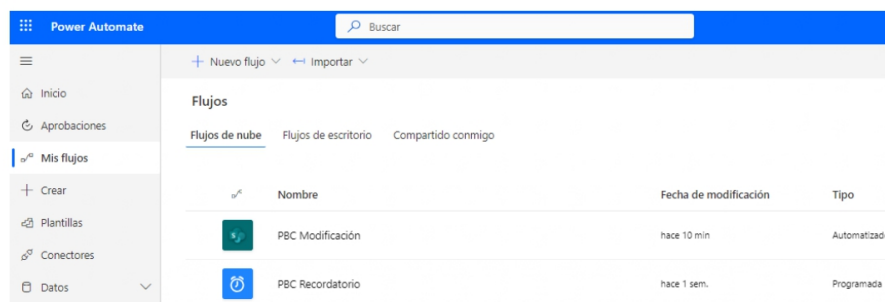 Power Automate
Buscar
Nuevo flujo
Importar
Inicio
Aprobaciones
Mis flujos
Crear
Plantillas
Conectores
Datos
Flujos
Flujos de nube Flujos de escritorio Compartido conmigo
Nombre Fecha de modificación Tipo
PBC Modificación hace 10 min Automatizad
PBC Recordatorio hace 1 sem. Programada